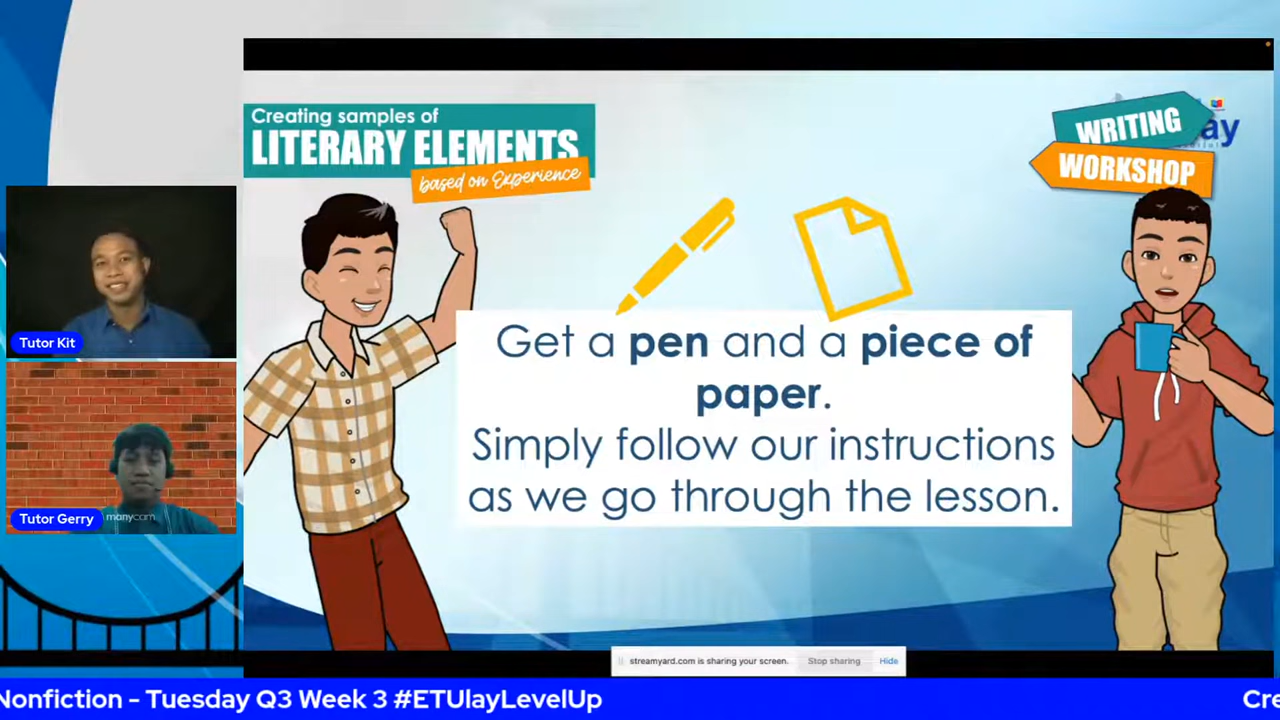 Creating samples of
LITERARY ELEMENTS
based on Experience
WRITING
WORKSHOP
Get a pen and a piece of
paper.
Simply follow our instructions
as we go through the lesson.
Tutor Kit
Tutor Gerry
manycam
streamyard.com is sharing your screen.
Stop sharing
Hide
Nonfiction - Tuesday Q3 Week 3 #ETUlayLevelUp
Cre